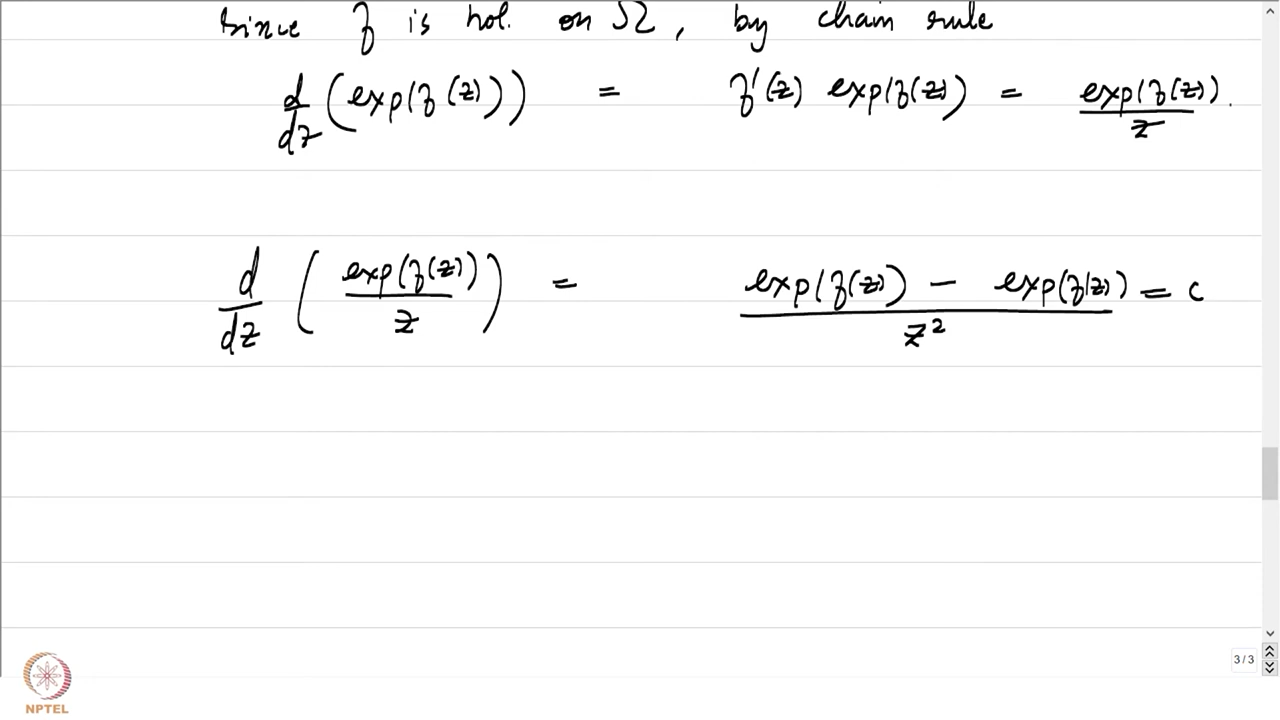 since f is hol. on Ω, by chain rule
d/dz (exp(f(z))) = f'(z) exp(f(z)) = exp(f(z))/z.
d/dz (exp(f(z))/z) = (exp(f(z)) - exp(f(z))/z² = c
3/3
NPTEL